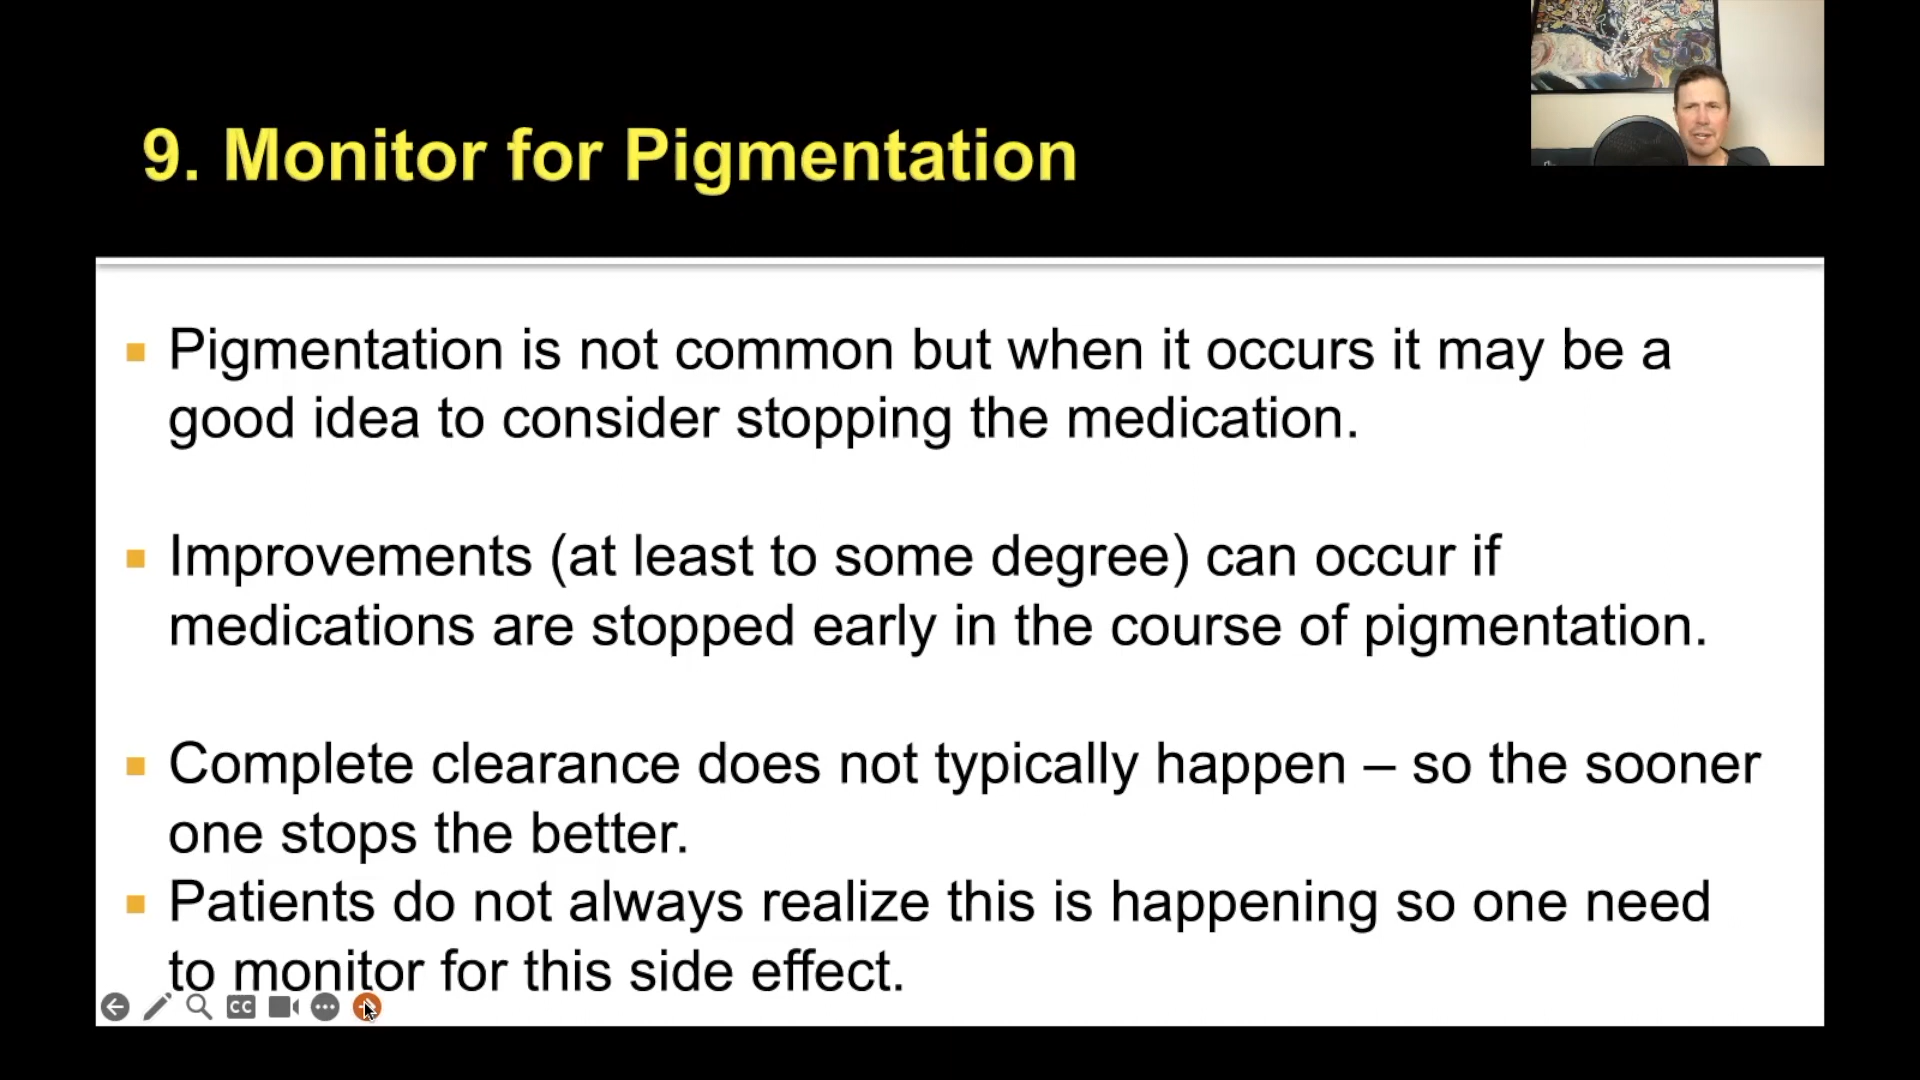 9. Monitor for Pigmentation
Pigmentation is not common but when it occurs it may be a
good idea to consider stopping the medication.
Improvements (at least to some degree) can occur if
medications are stopped early in the course of pigmentation.
Complete clearance does not typically happen – so the sooner
one stops the better.
Patients do not always realize this is happening so one need
to monitor for this side effect.
CC